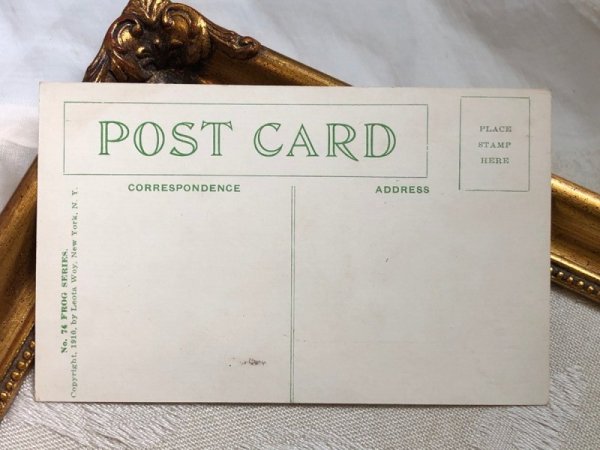 POST CARD
PLACE
STAMP
HERE
CORRESPONDENCE
ADDRESS
No. 74 FROG SERIES.
Copyright, 1910, by Leota Woy, New York, N. Y.